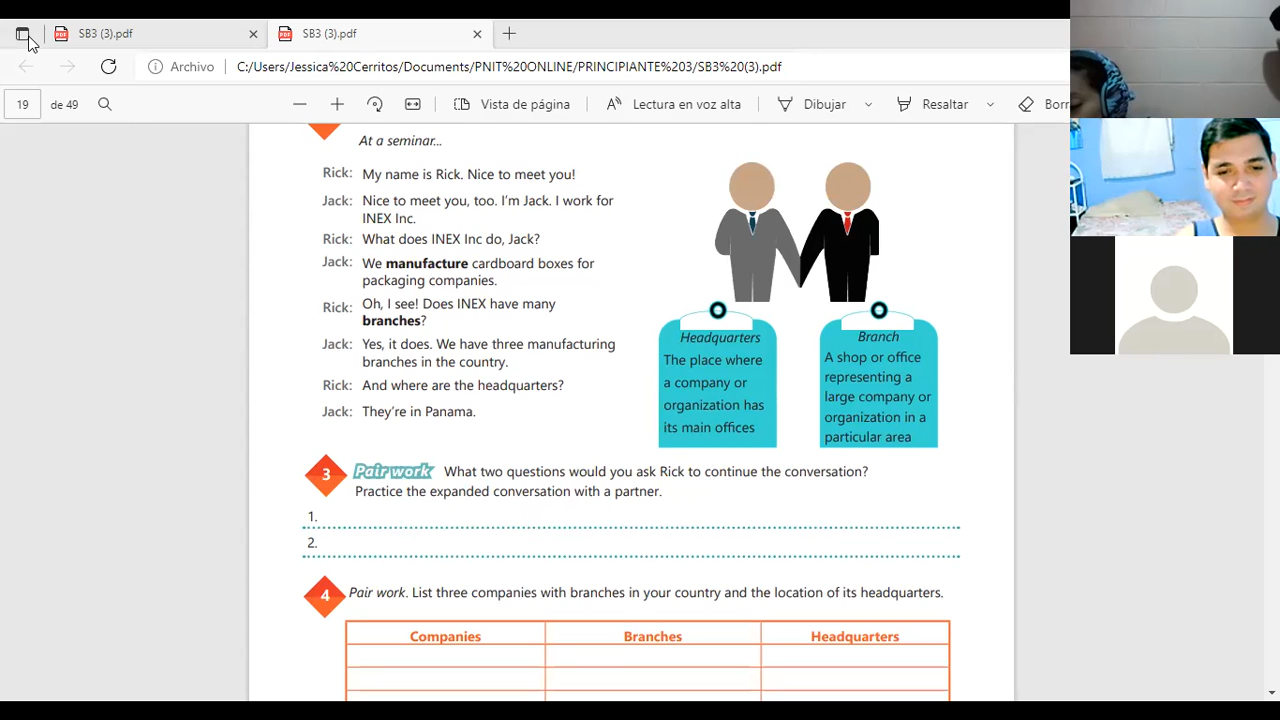 SB3 (3).pdf
SB3 (3).pdf
Archivo
C:/Users/Jessica%20Cerritos/Documents/PNIT%20ONLINE/PRINCIPIANTE%203/SB3%20(3).pdf
19 de 49
Vista de página
Lectura en voz alta
Dibujar
Resaltar
Borr
At a seminar...
Rick: My name is Rick. Nice to meet you!
Jack: Nice to meet you, too. I'm Jack. I work for
INEX Inc.
Rick: What does INEX Inc do, Jack?
Jack: We manufacture cardboard boxes for
packaging companies.
Rick: Oh, I see! Does INEX have many
branches?
Jack: Yes, it does. We have three manufacturing
branches in the country.
Rick: And where are the headquarters?
Jack: They're in Panama.
Headquarters
The place where
a company or
organization has
its main offices
Branch
A shop or office
representing a
large company or
organization in a
particular area
3 Pair work What two questions would you ask Rick to continue the conversation?
Practice the expanded conversation with a partner.
1.
2.
4 Pair work. List three companies with branches in your country and the location of its headquarters.
Companies Branches Headquarters